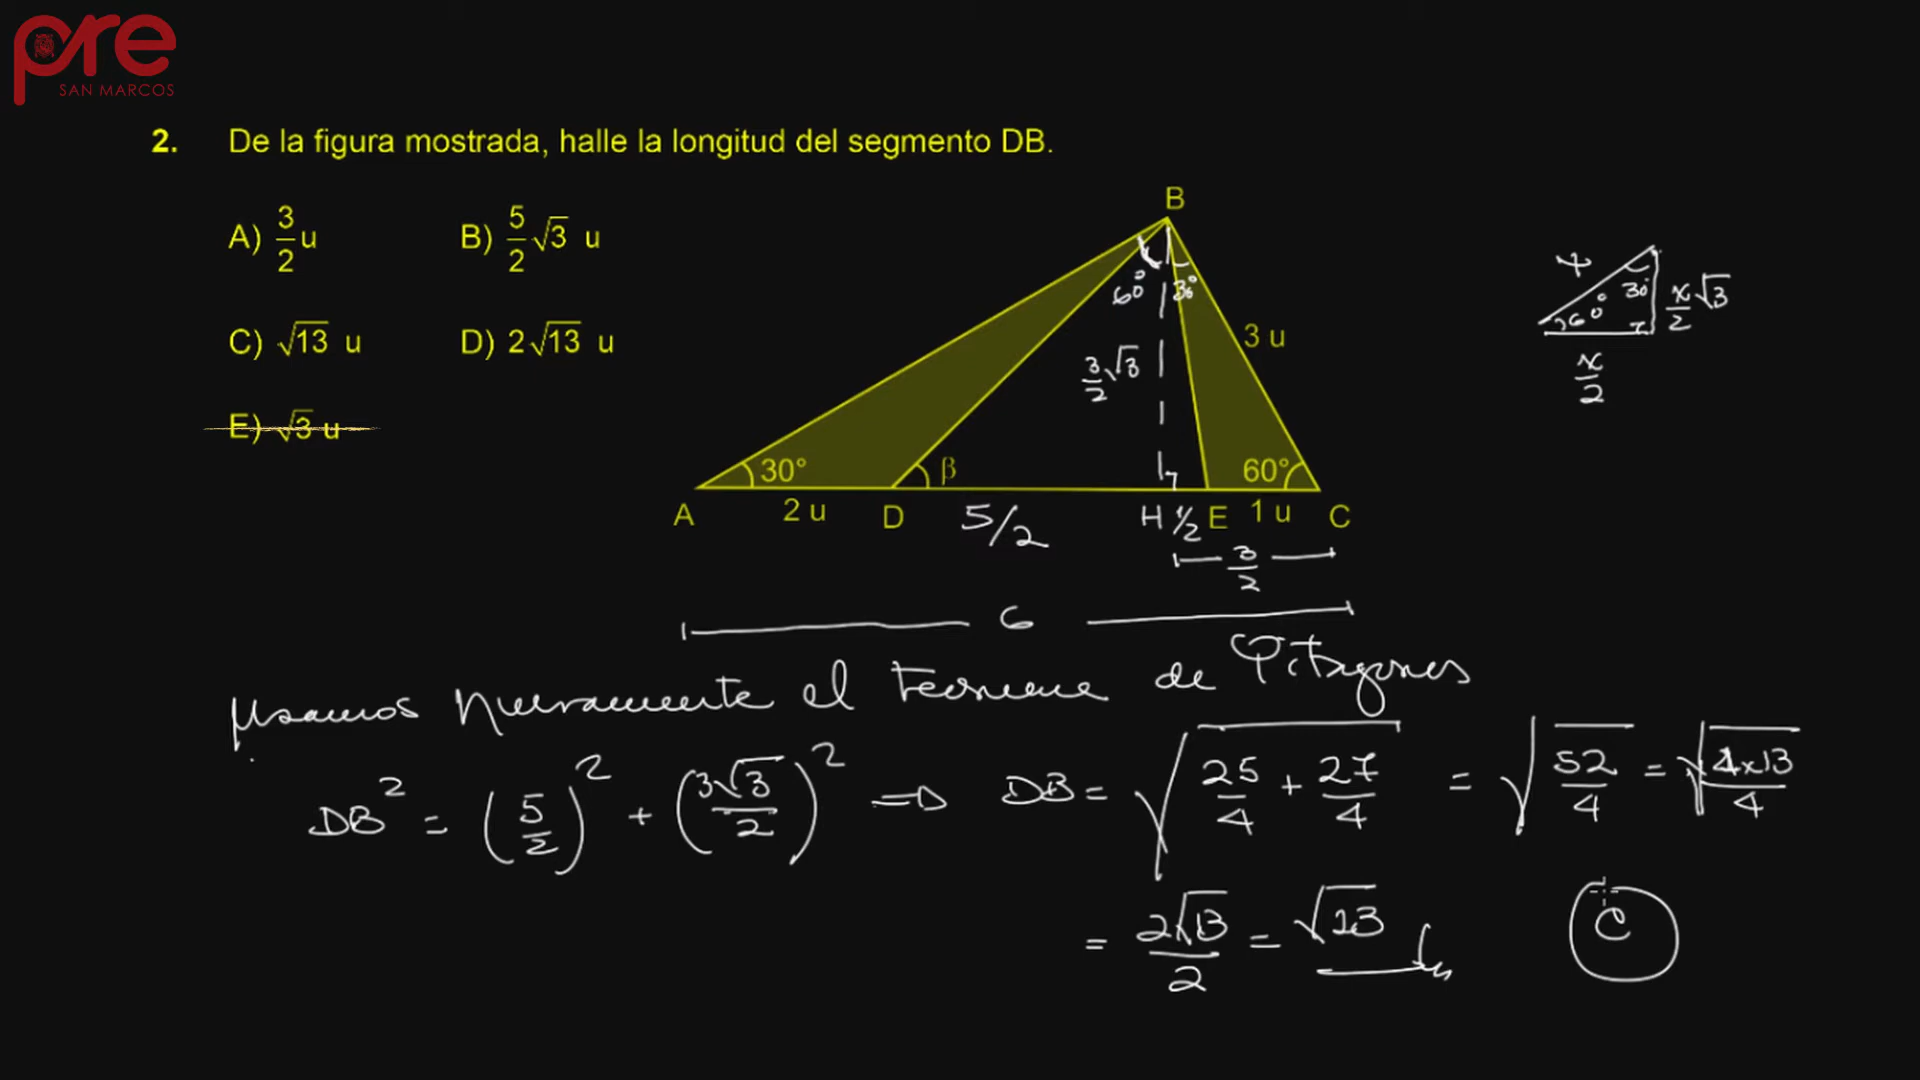 pre
SAN MARCOS
2. De la figura mostrada, halle la longitud del segmento DB.
A) 3/2 u
B) 5/2 √3 u
C) √13 u
D) 2√13 u
E) √3 u
B
60° 30°
3 u
3/2 √3
30° β 60°
A 2 u D 5/2 H 1/2 E 1 u C
3/2
6
x
60° 30° x/2 √3
x/2
Usamos Nuevamente el teorema de Pitágoras
DB² = (5/2)² + (3√3/2)² => DB = √(25/4 + 27/4) = √(52/4) = √(4x13/4)
= 2√13/2 = √13 C